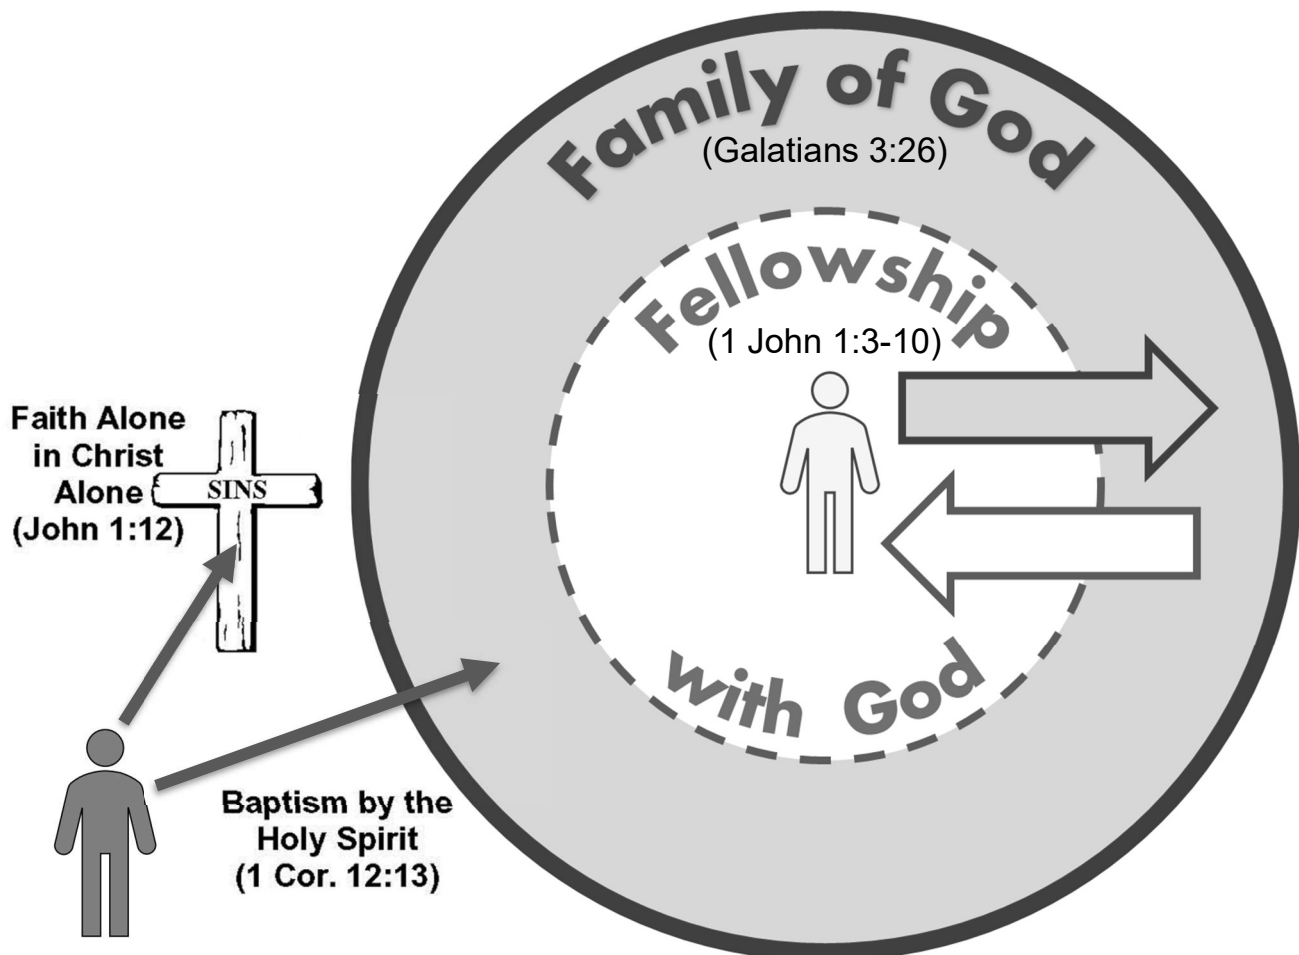 Family of God
(Galatians 3:26)
Fellowship
(1 John 1:3-10)
with God
Faith Alone
in Christ
Alone
(John 1:12)
SINS
Baptism by the
Holy Spirit
(1 Cor. 12:13)